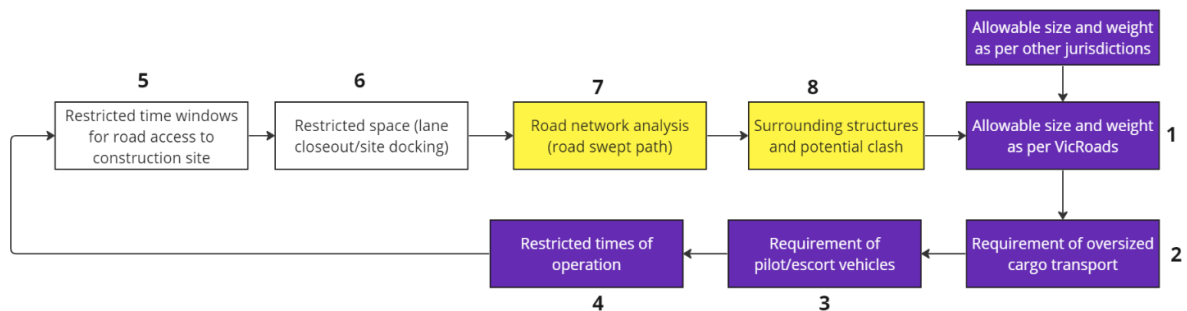 Allowable size and weight
as per other jurisdictions
5
6
7
8
Restricted time windows
for road access to
construction site
Restricted space (lane
closeout/site docking)
Road network analysis
(road swept path)
Surrounding structures
and potential clash
Allowable size and weight
as per VicRoads
1
Restricted times of
operation
Requirement of
pilot/escort vehicles
Requirement of oversized
cargo transport
2
4
3